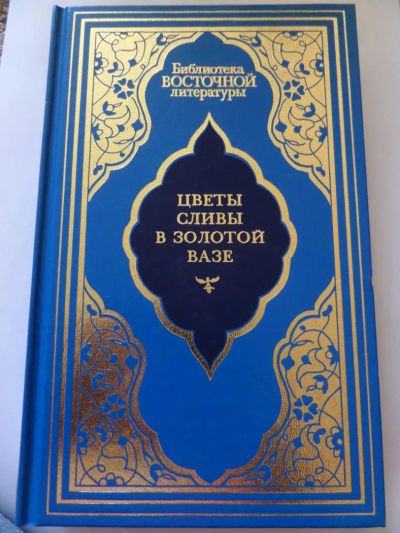 Библиотека
ВОСТОЧНОЙ
литературы
ЦВЕТЫ
СЛИВЫ
В ЗОЛОТОЙ
ВАЗЕ